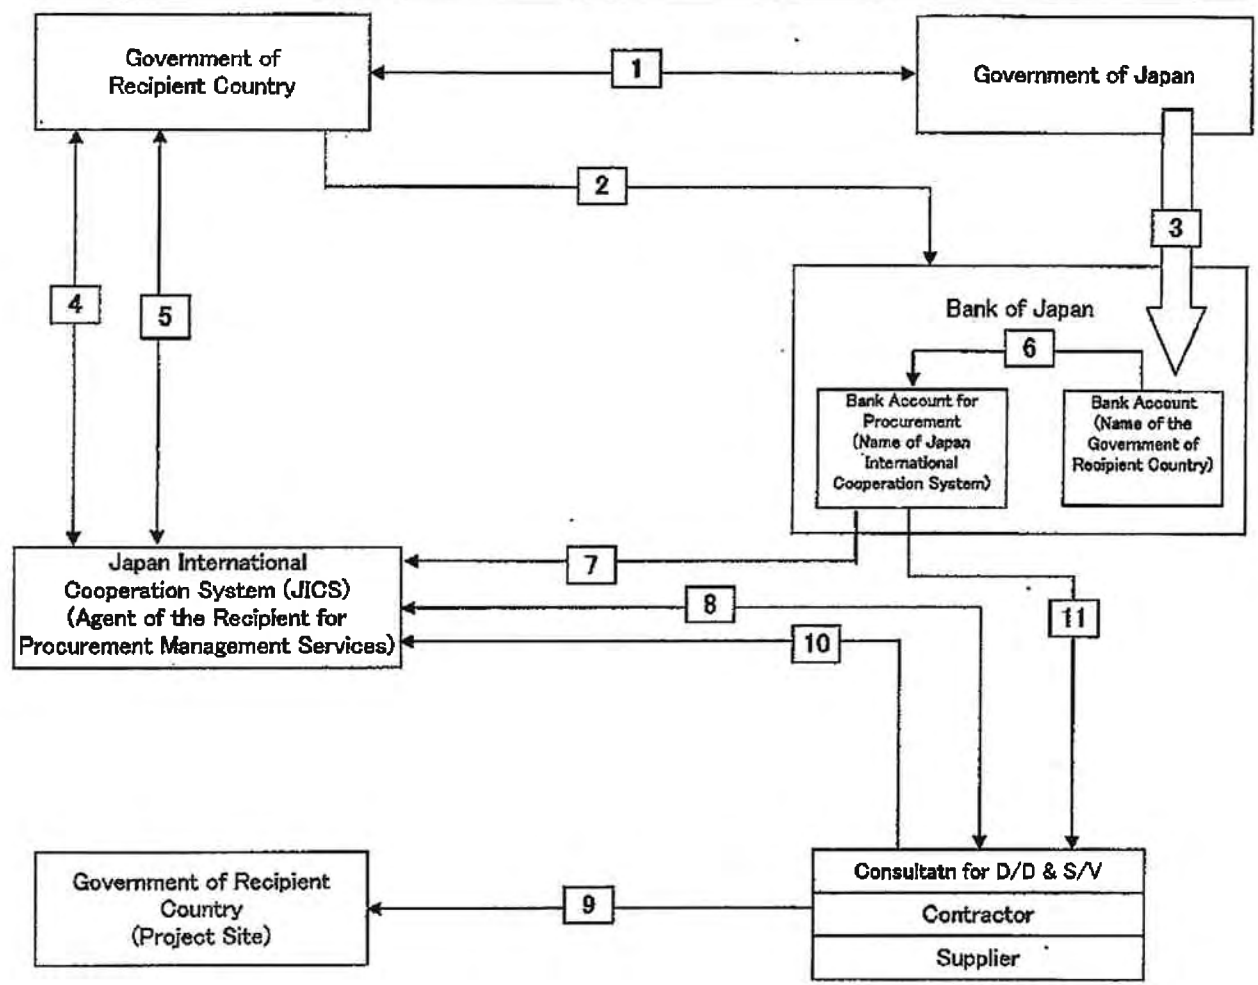 Government of
Recipient Country
1
Government of Japan
2
3
4
5
Bank of Japan
6
Bank Account for
Procurement
(Name of Japan
International
Cooperation System)
Bank Account
(Name of the
Government of
Recipient Country)
Japan International
Cooperation System (JICS)
(Agent of the Recipient for
Procurement Management Services)
7
8
10
11
Government of Recipient
Country
(Project Site)
9
Consultatn for D/D & S/V
Contractor
Supplier